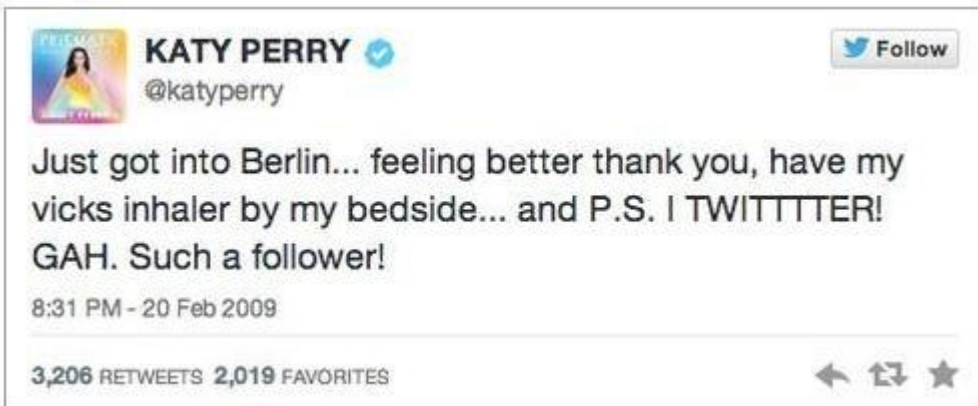 PRISMATIC
KATY PERRY
@katyperry
Follow
Just got into Berlin... feeling better thank you, have my
vicks inhaler by my bedside... and P.S. I TWITTTTER!
GAH. Such a follower!
8:31 PM - 20 Feb 2009
3,206 RETWEETS 2,019 FAVORITES